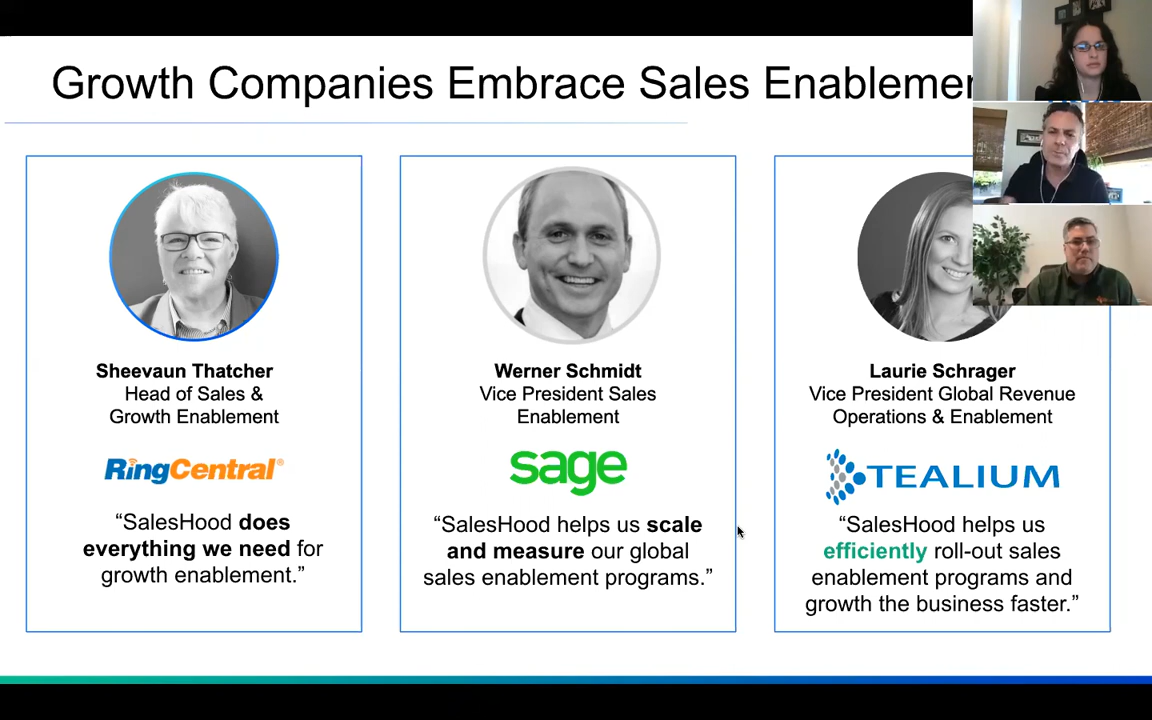 Growth Companies Embrace Sales Enablemen
Sheevaun Thatcher
Head of Sales &
Growth Enablement
RingCentral®
“SalesHood does
everything we need for
growth enablement.”
Werner Schmidt
Vice President Sales
Enablement
sage
“SalesHood helps us scale
and measure our global
sales enablement programs.”
Laurie Schrager
Vice President Global Revenue
Operations & Enablement
TEALIUM
“SalesHood helps us
efficiently roll-out sales
enablement programs and
growth the business faster.”